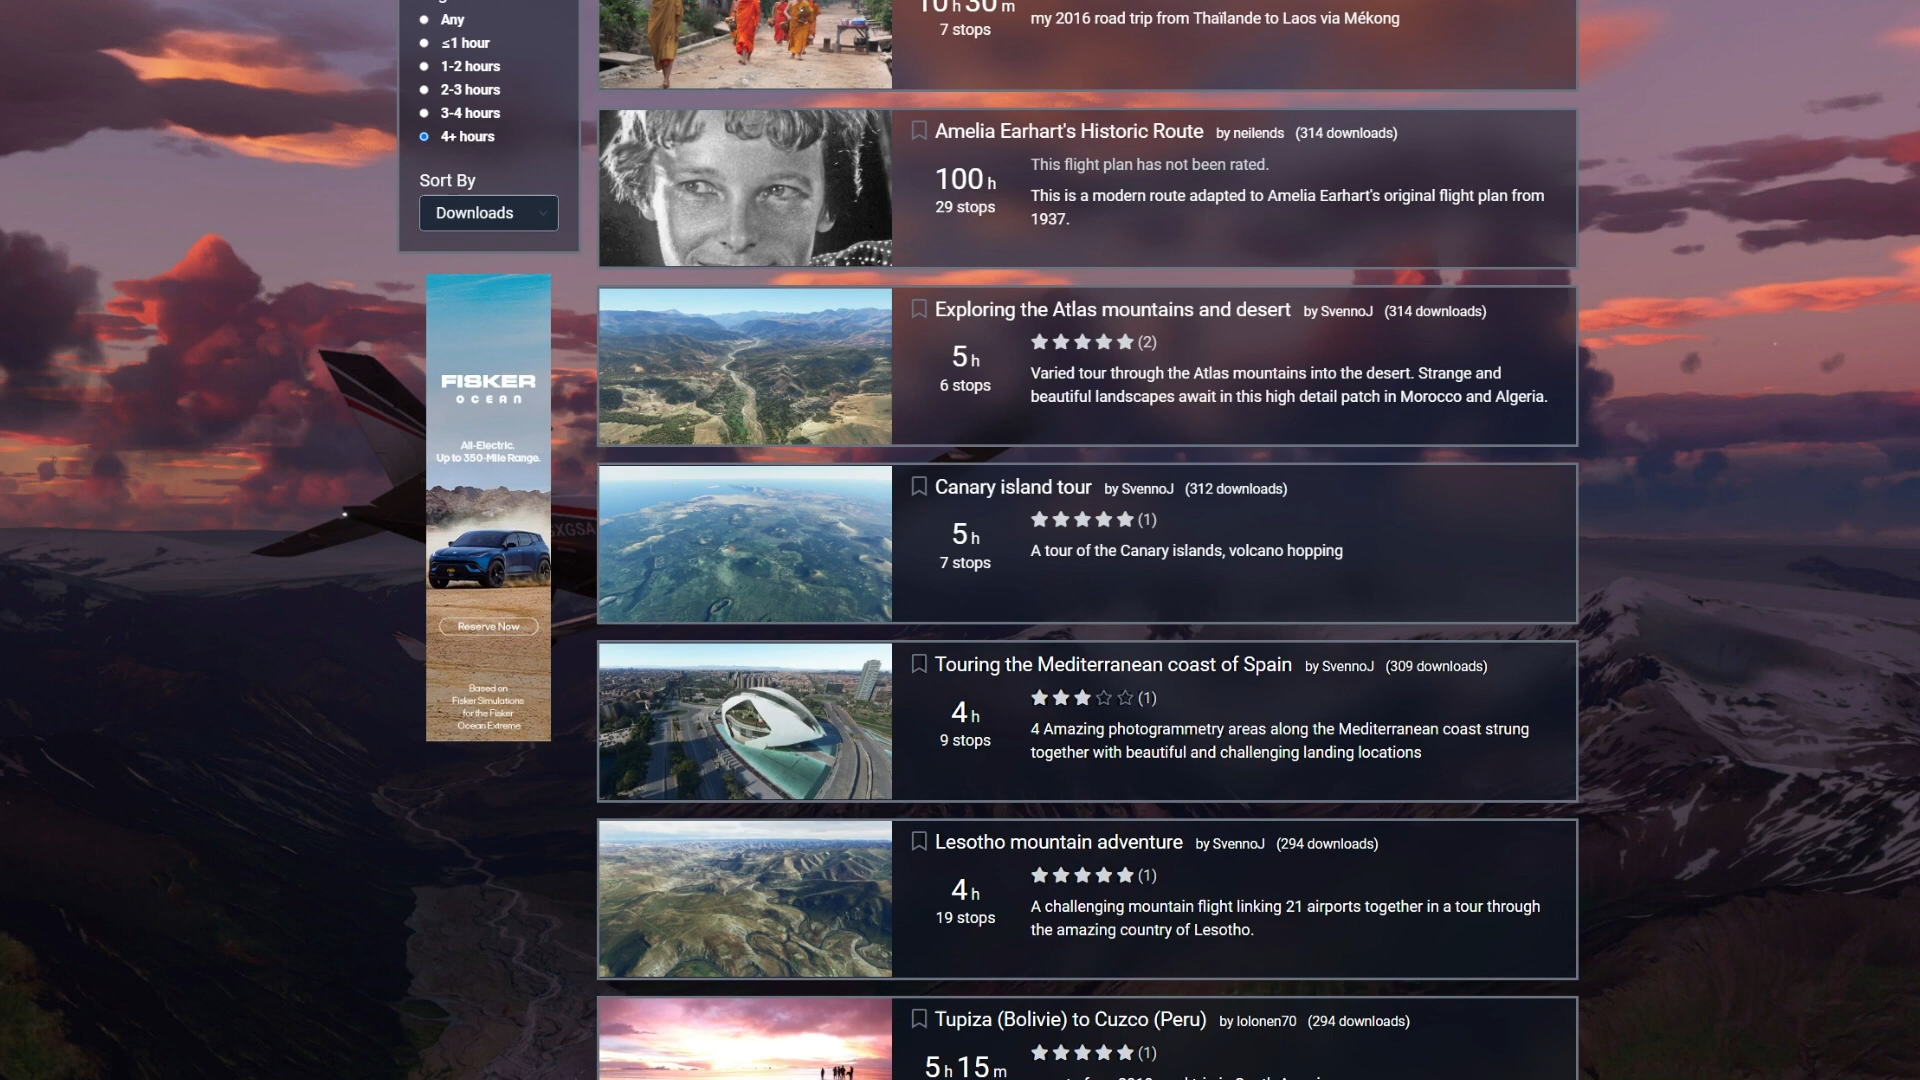 Any
≤1 hour
1-2 hours
2-3 hours
3-4 hours
4+ hours
Sort By
Downloads
FISKER
OCEAN
All-Electric.
Up to 350-Mile Range.
Reserve Now
Based on
Fisker Simulations
for the Fisker
Ocean Extreme
10 h 30 m
7 stops
my 2016 road trip from Thaïlande to Laos via Mékong
Amelia Earhart's Historic Route by neilends (314 downloads)
100 h
29 stops
This flight plan has not been rated.
This is a modern route adapted to Amelia Earhart's original flight plan from
1937.
Exploring the Atlas mountains and desert by SvennoJ (314 downloads)
5 h
6 stops
(2)
Varied tour through the Atlas mountains into the desert. Strange and
beautiful landscapes await in this high detail patch in Morocco and Algeria.
Canary island tour by SvennoJ (312 downloads)
5 h
7 stops
(1)
A tour of the Canary islands, volcano hopping
Touring the Mediterranean coast of Spain by SvennoJ (309 downloads)
4 h
9 stops
(1)
4 Amazing photogrammetry areas along the Mediterranean coast strung
together with beautiful and challenging landing locations
Lesotho mountain adventure by SvennoJ (294 downloads)
4 h
19 stops
(1)
A challenging mountain flight linking 21 airports together in a tour through
the amazing country of Lesotho.
Tupiza (Bolivie) to Cuzco (Peru) by lolonen70 (294 downloads)
5 h 15 m
(1)